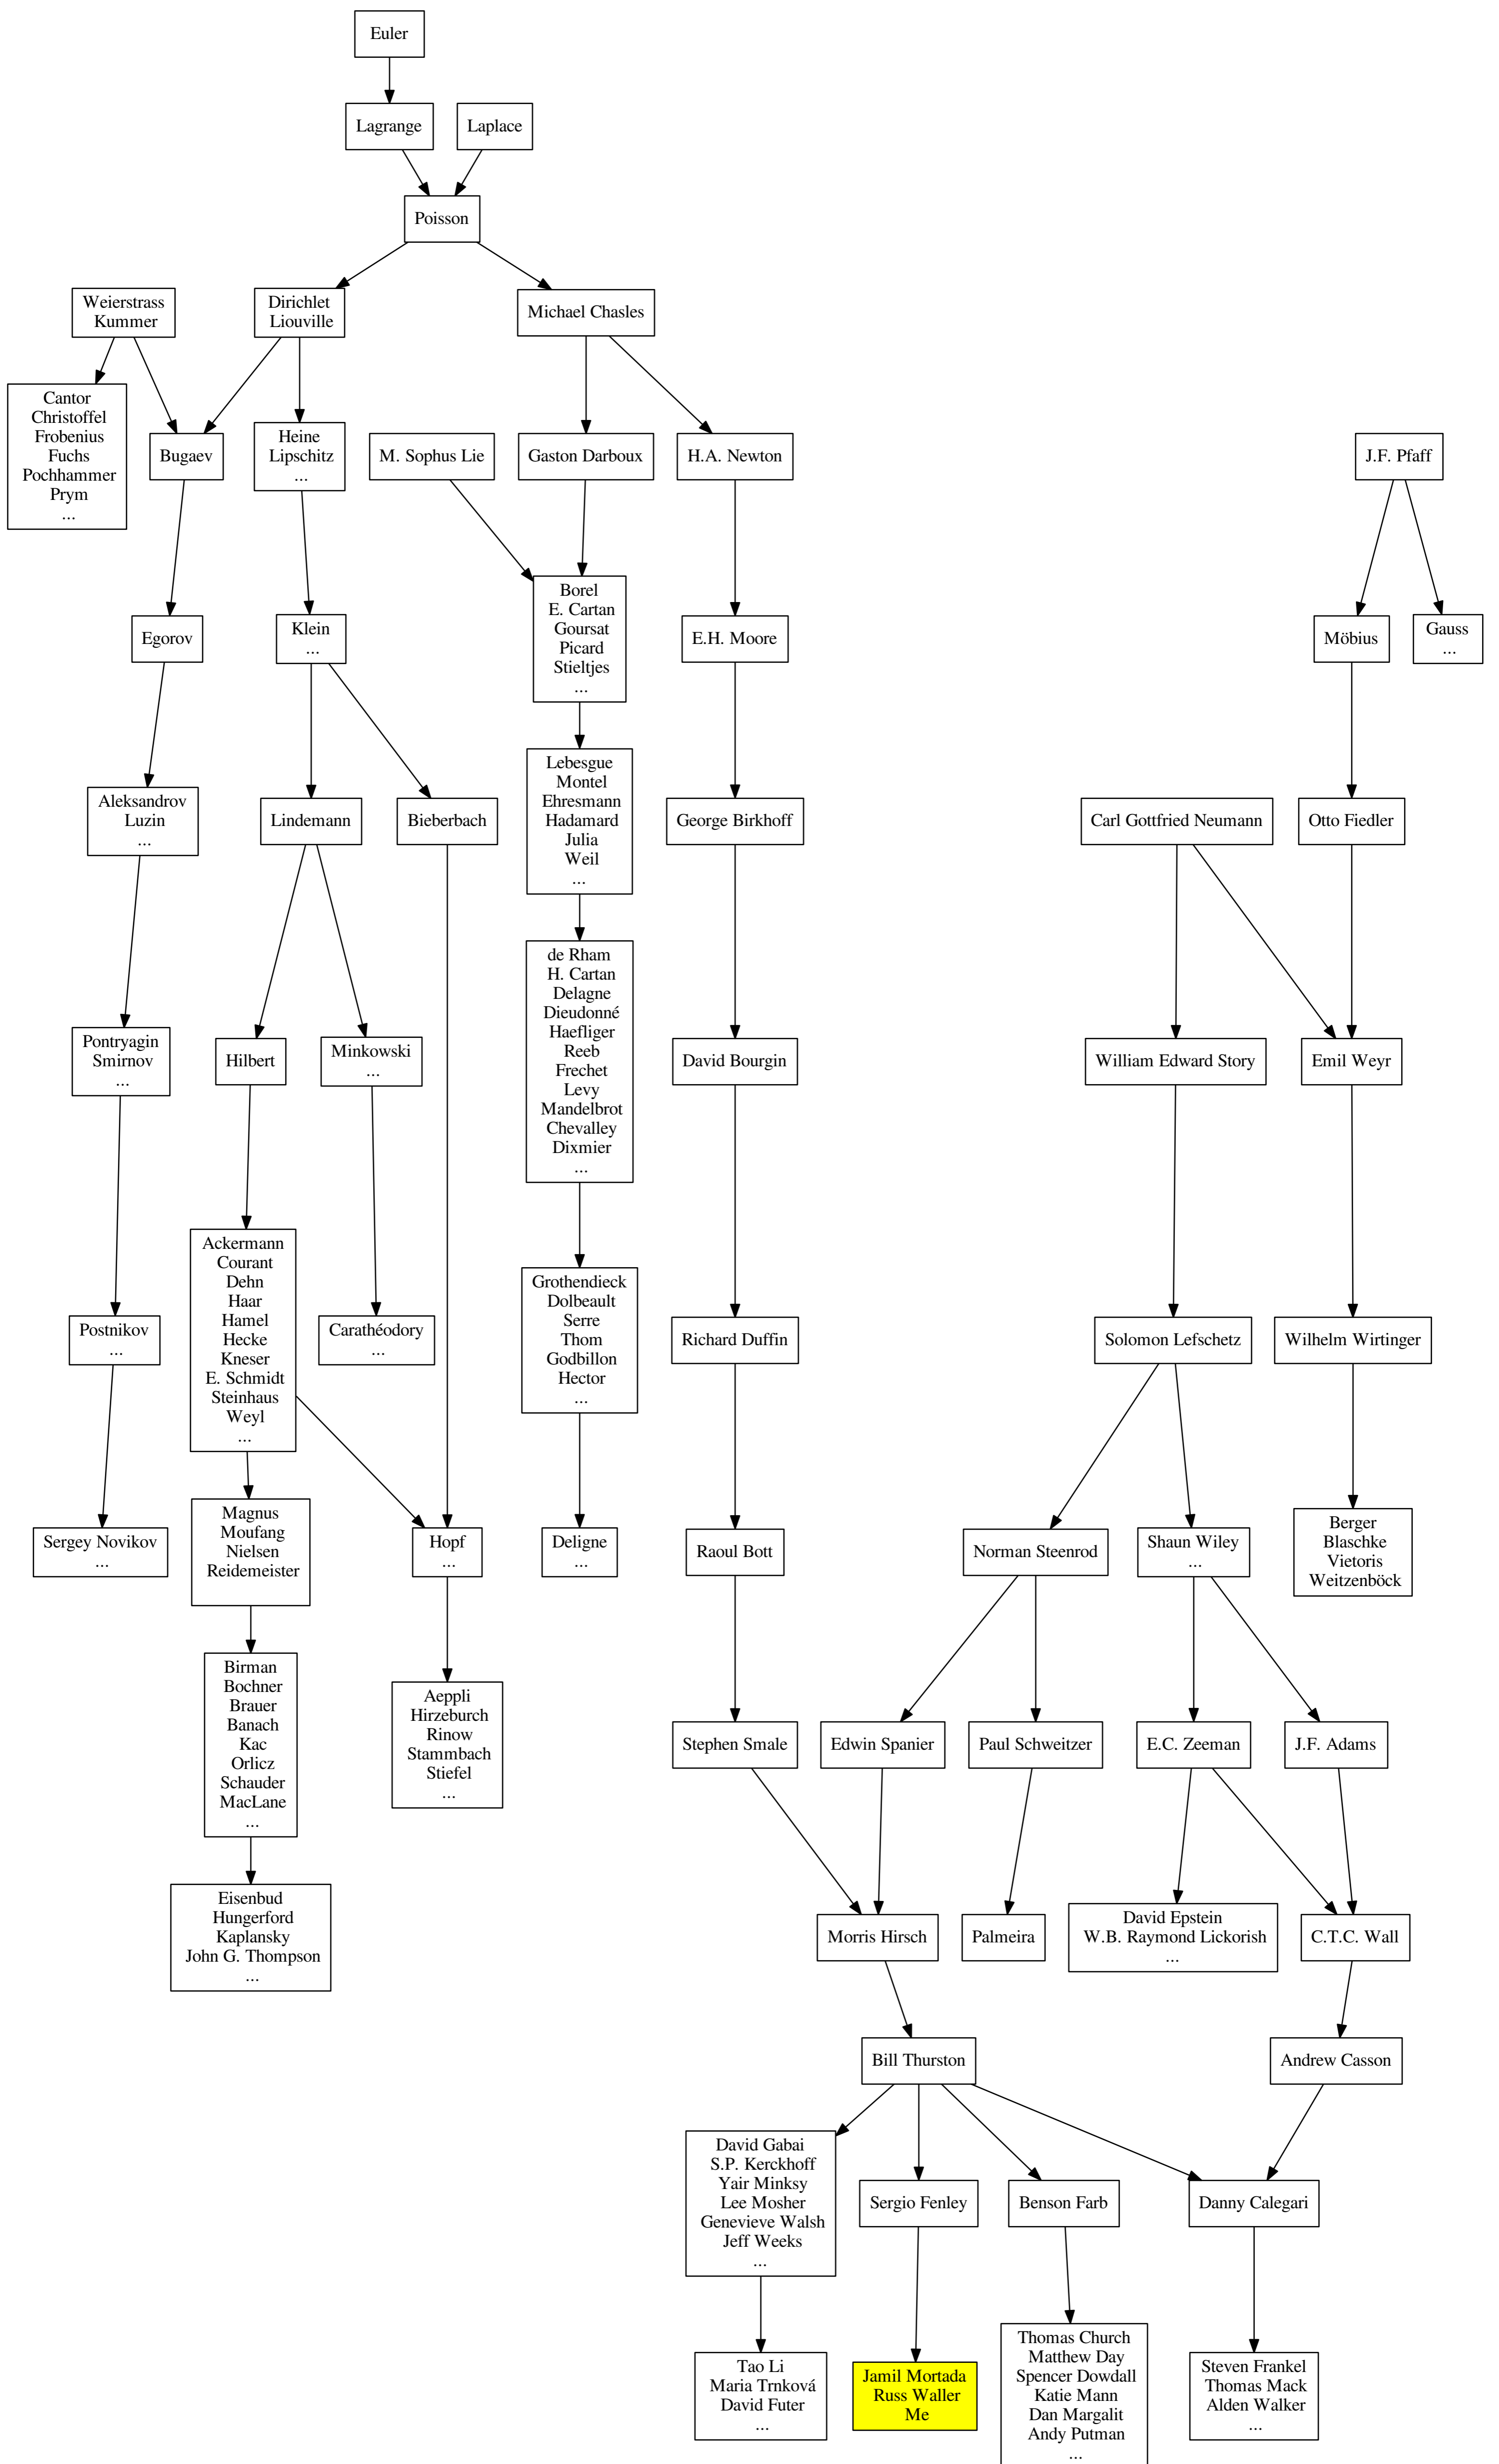 Euler
Lagrange
Laplace
Poisson
Weierstrass
Kummer
Dirichlet
Liouville
Michael Chasles
Cantor
Christoffel
Frobenius
Fuchs
Pochhammer
Prym
...
Bugaev
Heine
Lipschitz
...
M. Sophus Lie
Gaston Darboux
H.A. Newton
J.F. Pfaff
Egorov
Klein
...
Borel
E. Cartan
Goursat
Picard
Stieltjes
...
E.H. Moore
Möbius
Gauss
...
Aleksandrov
Luzin
...
Lindemann
Bieberbach
Lebesgue
Montel
Ehresmann
Hadamard
Julia
Weil
...
George Birkhoff
Carl Gottfried Neumann
Otto Fiedler
Pontryagin
Smirnov
...
Hilbert
Minkowski
...
de Rham
H. Cartan
Delagne
Dieudonné
Haefliger
Reeb
Frechet
Levy
Mandelbrot
Chevalley
Dixmier
...
David Bourgin
William Edward Story
Emil Weyr
Postnikov
...
Ackermann
Courant
Dehn
Haar
Hamel
Hecke
Kneser
E. Schmidt
Steinhaus
Weyl
...
Carathéodory
...
Grothendieck
Dolbeault
Serre
Thom
Godbillon
Hector
...
Richard Duffin
Solomon Lefschetz
Wilhelm Wirtinger
Sergey Novikov
...
Magnus
Moufang
Nielsen
Reidemeister
Hopf
...
Deligne
...
Raoul Bott
Norman Steenrod
Shaun Wiley
...
Berger
Blaschke
Vietoris
Weitzenböck
Birman
Bochner
Brauer
Banach
Kac
Orlicz
Schauder
MacLane
...
Aeppli
Hirzeburch
Rinow
Stammbach
Stiefel
...
Stephen Smale
Edwin Spanier
Paul Schweitzer
E.C. Zeeman
J.F. Adams
Eisenbud
Hungerford
Kaplansky
John G. Thompson
...
Morris Hirsch
Palmeira
David Epstein
W.B. Raymond Lickorish
...
C.T.C. Wall
Bill Thurston
Andrew Casson
David Gabai
S.P. Kerckhoff
Yair Minksy
Lee Mosher
Genevieve Walsh
Jeff Weeks
...
Sergio Fenley
Benson Farb
Danny Calegari
Tao Li
Maria Trnková
David Futer
...
Jamil Mortada
Russ Waller
Me
Thomas Church
Matthew Day
Spencer Dowdall
Katie Mann
Dan Margalit
Andy Putman
...
Steven Frankel
Thomas Mack
Alden Walker
...